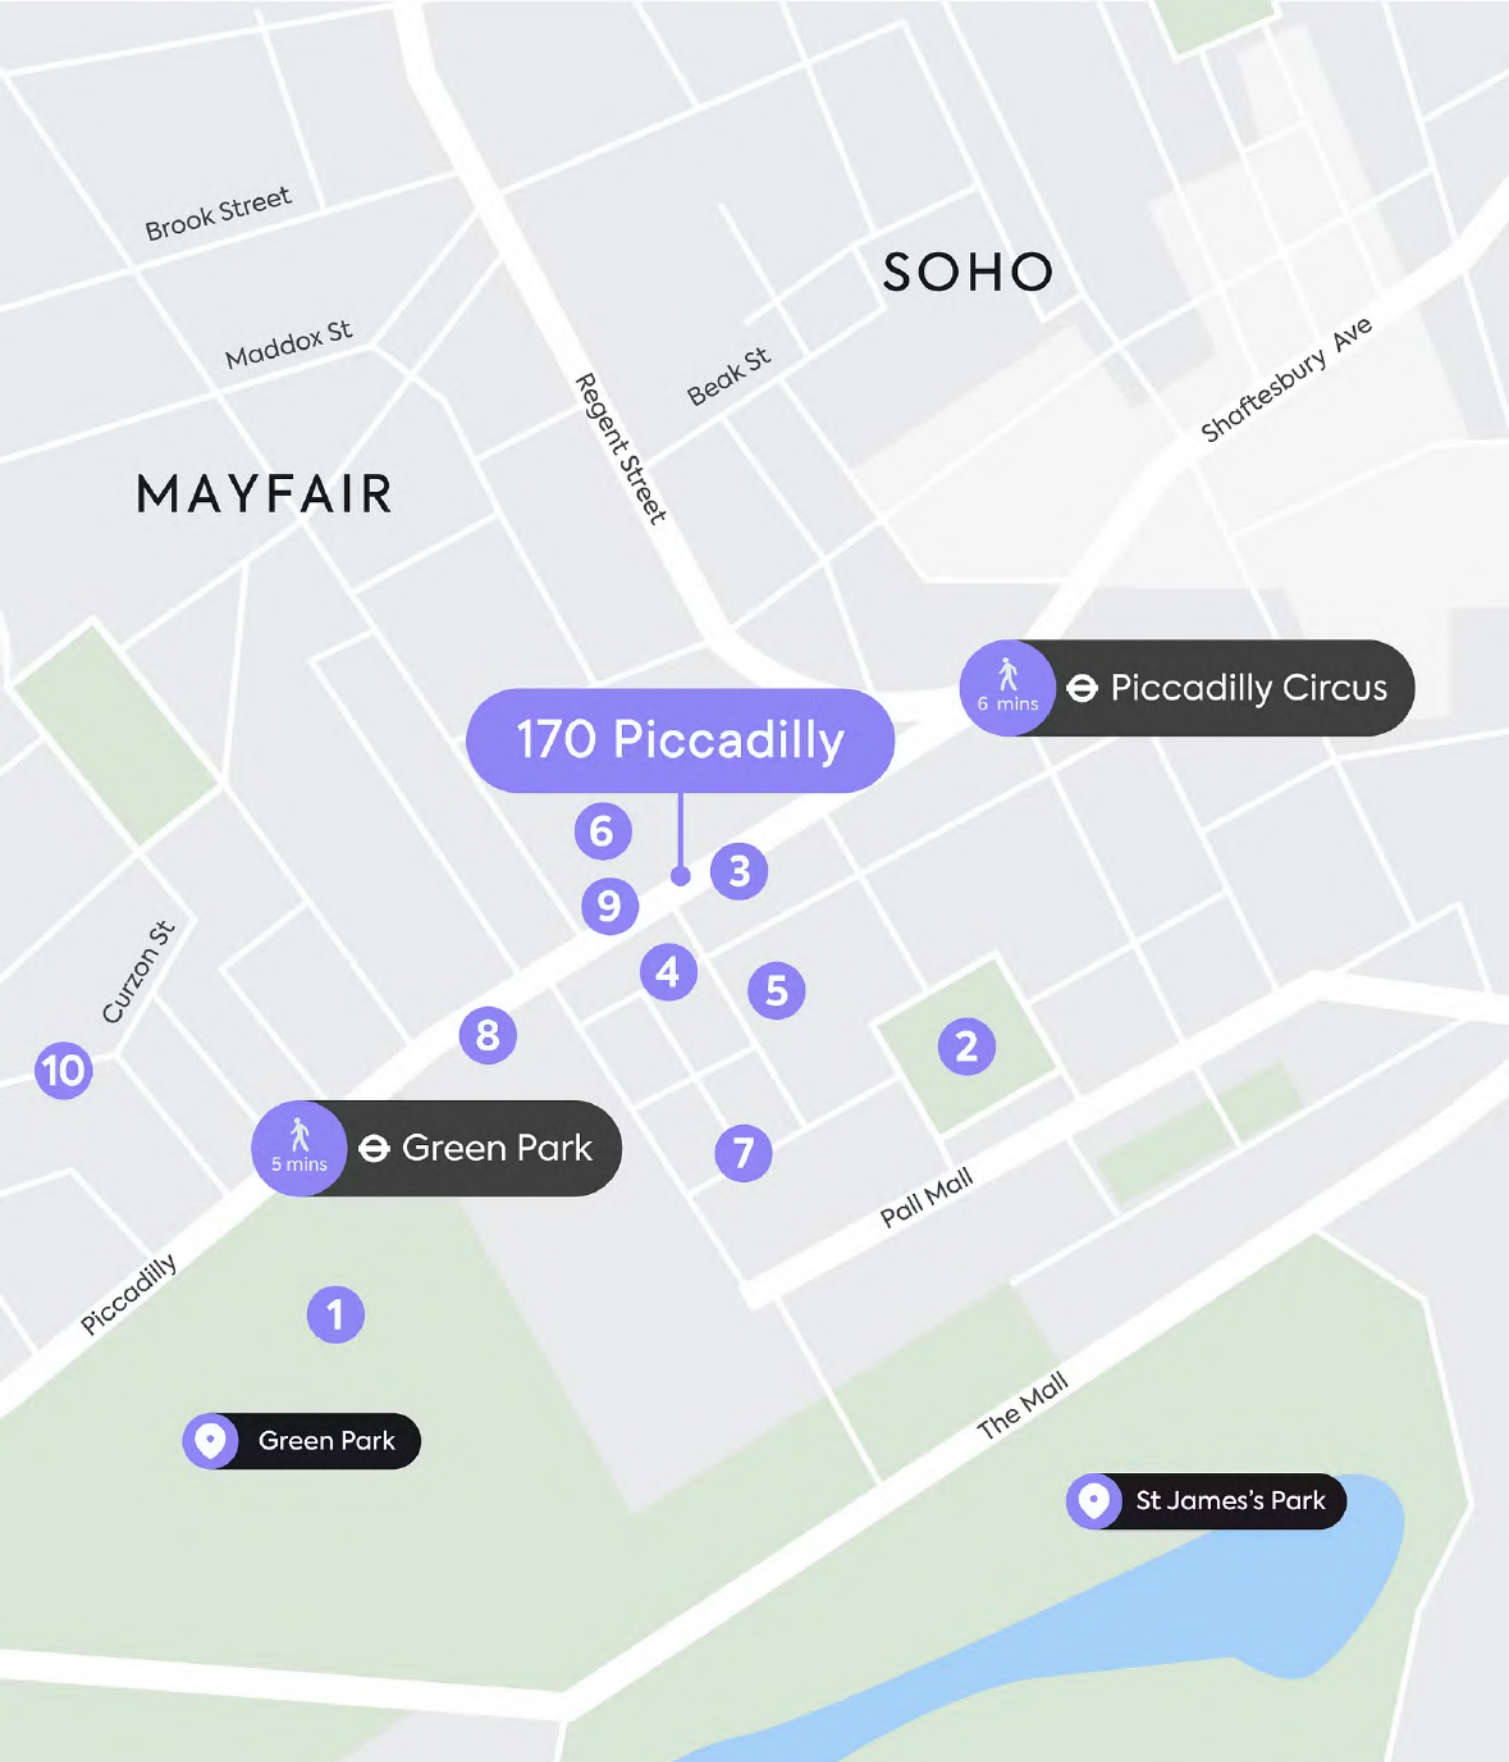 Brook Street
SOHO
Maddox St
Beak St
Shaftesbury Ave
Regent Street
MAYFAIR
6 mins
Piccadilly Circus
170 Piccadilly
6
3
9
4
5
Curzon St
8
2
10
5 mins
Green Park
7
Pall Mall
Piccadilly
1
The Mall
Green Park
St James's Park